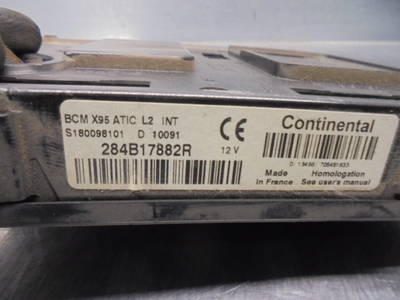 BCM X95 ATIC L2 INT
S180098101 D 10091
284B17882R
12 V
CE
Continental
Made in France
Homologation See user's manual